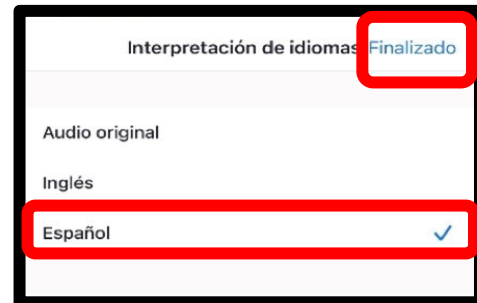 Interpretación de idiomas Finalizado
Audio original
Inglés
Español